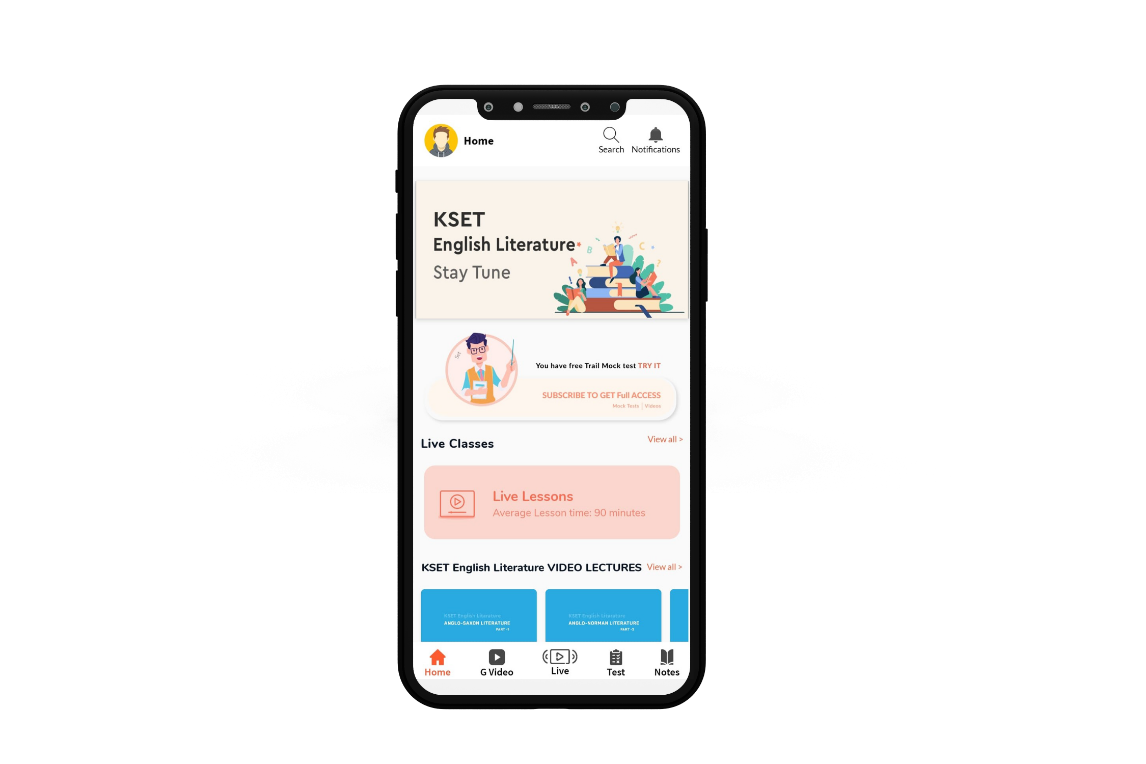 Home
Search
Notifications
KSET
English Literature
Stay Tune
You have free Trail Mock test TRY IT
SUBSCRIBE TO GET Full ACCESS
Mock Tests | Videos
Live Classes
View all >
Live Lessons
Average Lesson time: 90 minutes
KSET English Literature VIDEO LECTURES
View all >
KSET English Literature
ANGLO-SAXON LITERATURE
KSET English Literature
ANGLO-NORMAN LITERATURE
Home
G Video
Live
Test
Notes